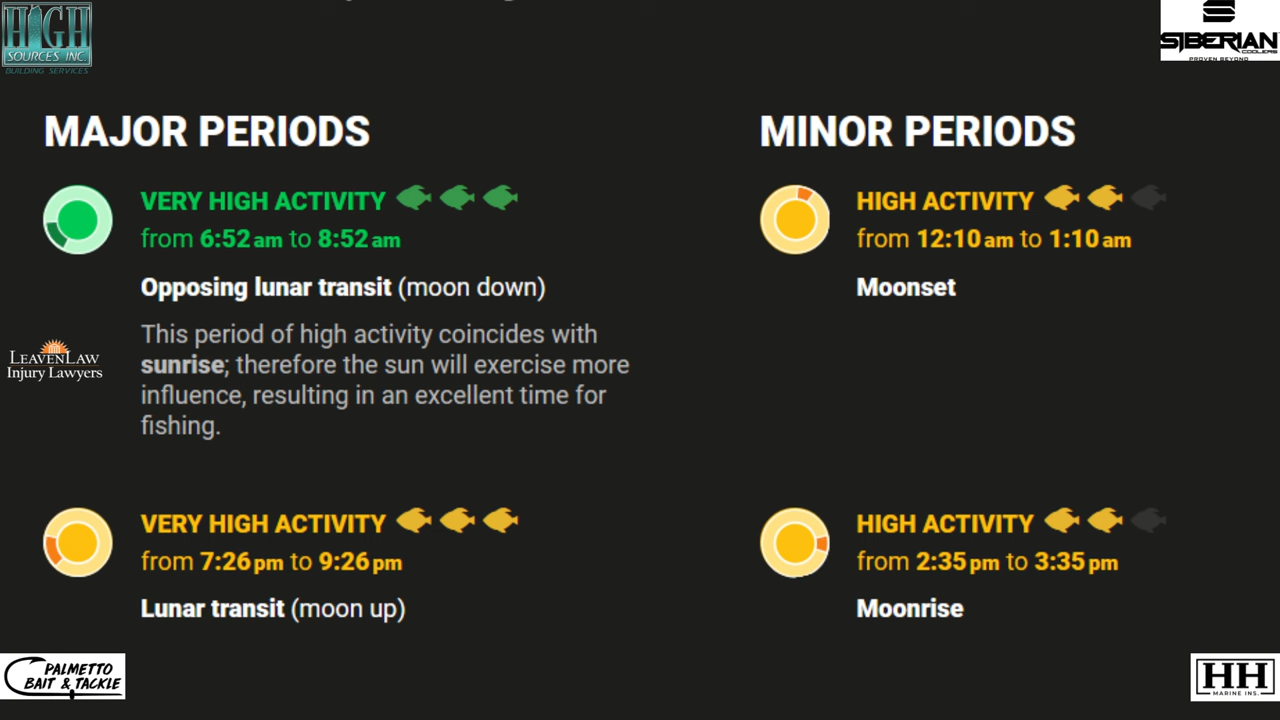 HIGH
SOURCES INC.
BUILDING SERVICES
SIBERIAN
COOLERS
PROVEN BEYOND
MAJOR PERIODS
VERY HIGH ACTIVITY
from 6:52 am to 8:52 am
Opposing lunar transit (moon down)
This period of high activity coincides with
sunrise; therefore the sun will exercise more
influence, resulting in an excellent time for
fishing.
LEAVENLAW
Injury Lawyers
VERY HIGH ACTIVITY
from 7:26 pm to 9:26 pm
Lunar transit (moon up)
MINOR PERIODS
HIGH ACTIVITY
from 12:10 am to 1:10 am
Moonset
HIGH ACTIVITY
from 2:35 pm to 3:35 pm
Moonrise
PALMETTO
BAIT & TACKLE
HH
MARINE INS.